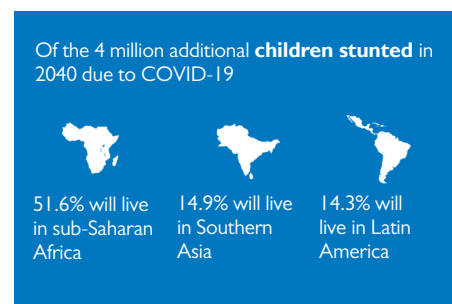 Of the 4 million additional children stunted in
2040 due to COVID-19
51.6% will live
in sub-Saharan
Africa
14.9% will live
in Southern
Asia
14.3% will
live in Latin
America